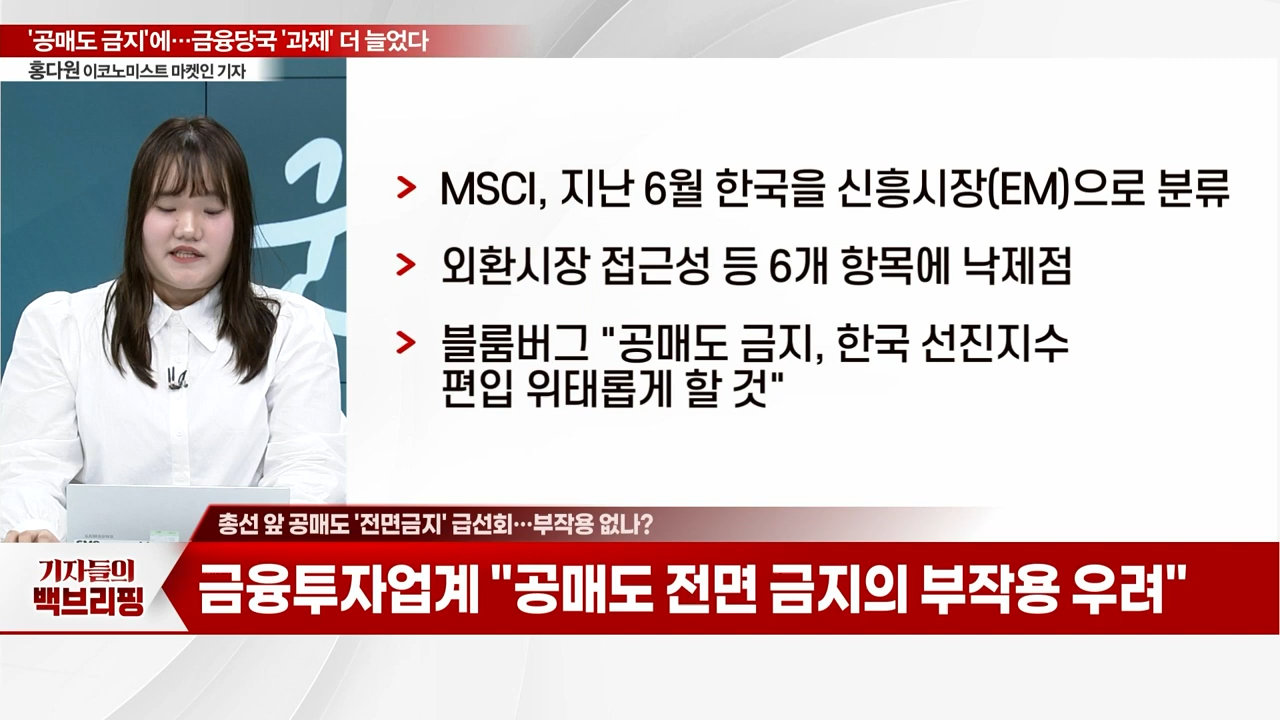 '공매도 금지'에…금융당국 '과제' 더 늘었다
홍다원 이코노미스트 마켓인 기자
> MSCI, 지난 6월 한국을 신흥시장(EM)으로 분류
> 외환시장 접근성 등 6개 항목에 낙제점
> 블룸버그 "공매도 금지, 한국 선진지수
편입 위태롭게 할 것"
총선 앞 공매도 '전면금지' 급선회…부작용 없나?
기자들의
백브리핑
금융투자업계 "공매도 전면 금지의 부작용 우려"